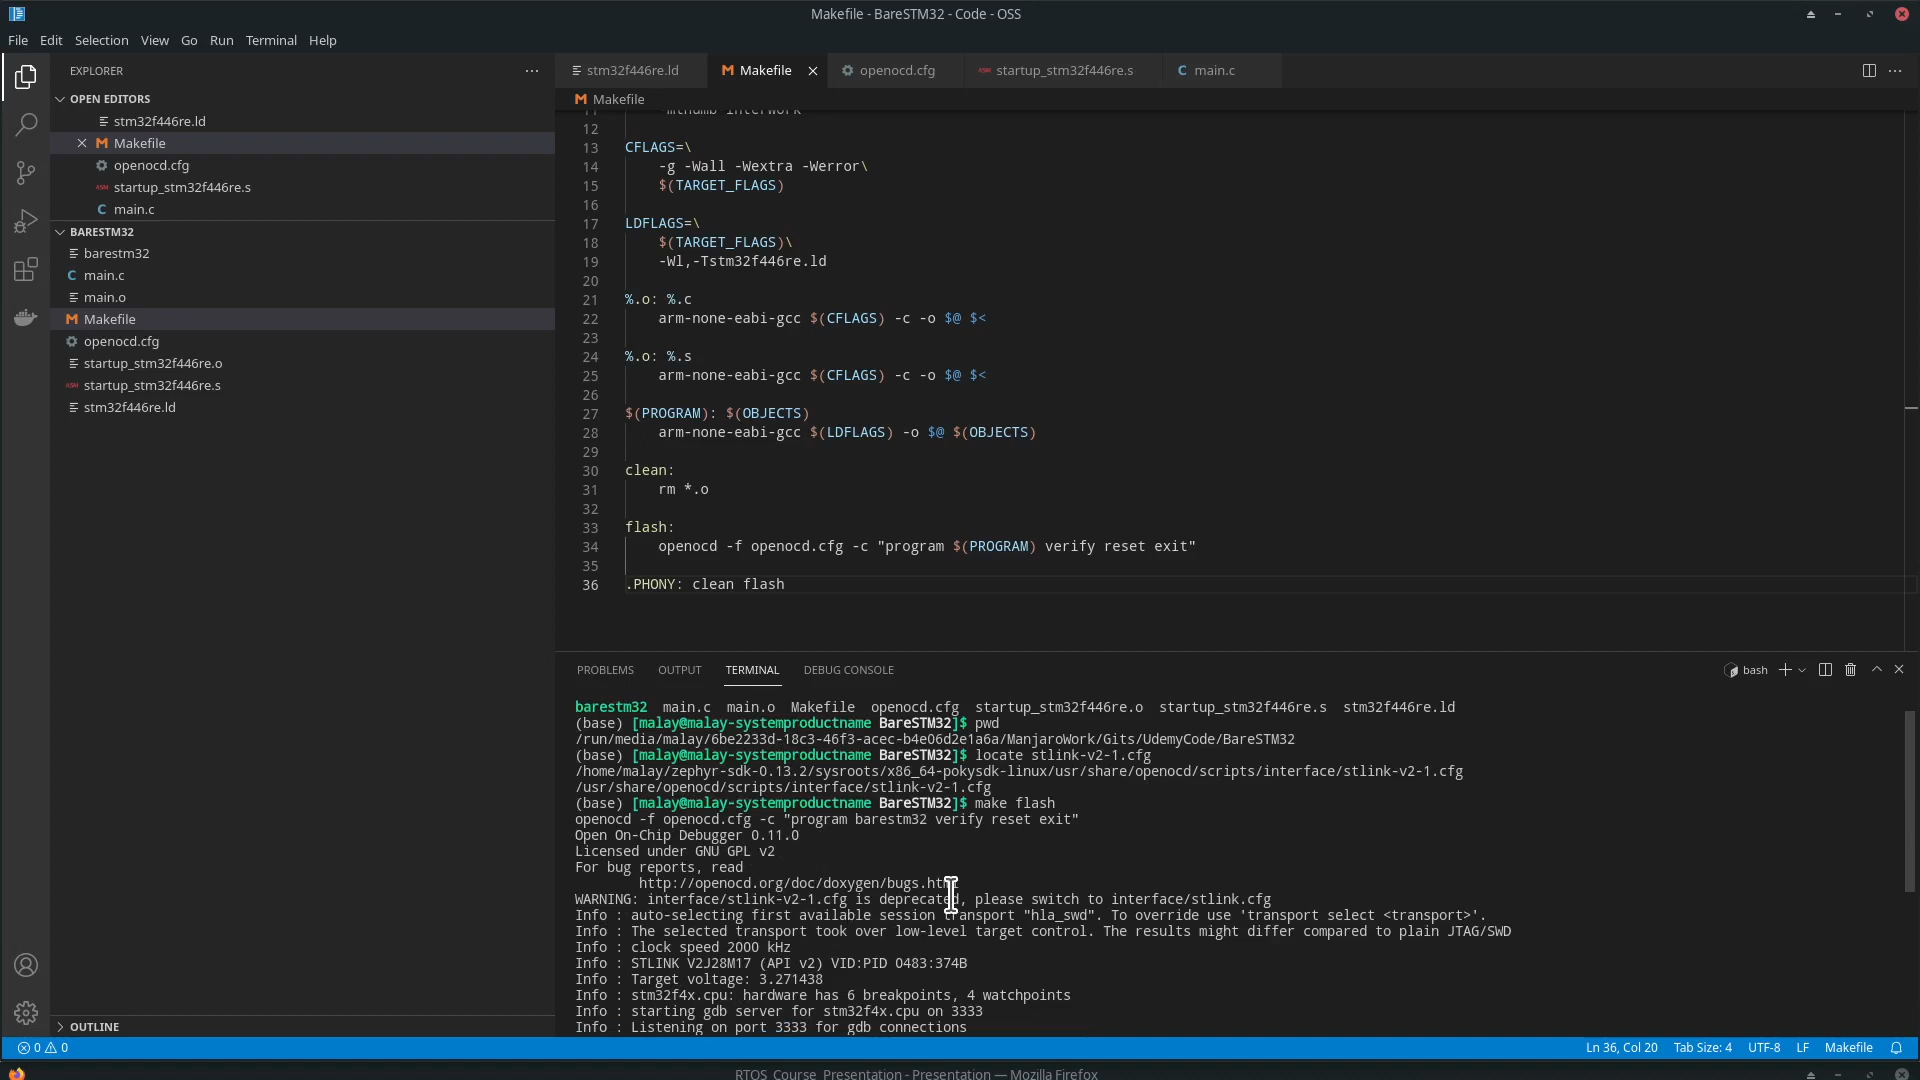 Makefile - BareSTM32 - Code - OSS
File Edit Selection View Go Run Terminal Help
EXPLORER
OPEN EDITORS
stm32f446re.ld
Makefile
openocd.cfg
startup_stm32f446re.s
main.c
BARESTM32
barestm32
main.c
main.o
Makefile
openocd.cfg
startup_stm32f446re.o
startup_stm32f446re.s
stm32f446re.ld
OUTLINE
stm32f446re.ld Makefile openocd.cfg startup_stm32f446re.s main.c
Makefile
12
13 CFLAGS=\
14 -g -Wall -Wextra -Werror\
15 $(TARGET_FLAGS)
16
17 LDFLAGS=\
18 $(TARGET_FLAGS)\
19 -Wl,-Tstm32f446re.ld
20
21 %.o: %.c
22 arm-none-eabi-gcc $(CFLAGS) -c -o $@ $<
23
24 %.o: %.s
25 arm-none-eabi-gcc $(CFLAGS) -c -o $@ $<
26
27 $(PROGRAM): $(OBJECTS)
28 arm-none-eabi-gcc $(LDFLAGS) -o $@ $(OBJECTS)
29
30 clean:
31 rm *.o
32
33 flash:
34 openocd -f openocd.cfg -c "program $(PROGRAM) verify reset exit"
35
36 .PHONY: clean flash
PROBLEMS OUTPUT TERMINAL DEBUG CONSOLE
bash
barestm32 main.c main.o Makefile openocd.cfg startup_stm32f446re.o startup_stm32f446re.s stm32f446re.ld
(base) [malay@malay-systemproductname BareSTM32]$ pwd
/run/media/malay/6be2233d-18c3-46f3-acec-b4e06d2e1a6a/ManjaroWork/Gits/UdemyCode/BareSTM32
(base) [malay@malay-systemproductname BareSTM32]$ locate stlink-v2-1.cfg
/home/malay/zephyr-sdk-0.13.2/sysroots/x86_64-pokysdk-linux/usr/share/openocd/scripts/interface/stlink-v2-1.cfg
/usr/share/openocd/scripts/interface/stlink-v2-1.cfg
(base) [malay@malay-systemproductname BareSTM32]$ make flash
openocd -f openocd.cfg -c "program barestm32 verify reset exit"
Open On-Chip Debugger 0.11.0
Licensed under GNU GPL v2
For bug reports, read
http://openocd.org/doc/doxygen/bugs.html
WARNING: interface/stlink-v2-1.cfg is deprecated, please switch to interface/stlink.cfg
Info : auto-selecting first available session transport "hla_swd". To override use 'transport select <transport>'.
Info : The selected transport took over low-level target control. The results might differ compared to plain JTAG/SWD
Info : clock speed 2000 kHz
Info : STLINK V2J28M17 (API v2) VID:PID 0483:374B
Info : Target voltage: 3.271438
Info : stm32f4x.cpu: hardware has 6 breakpoints, 4 watchpoints
Info : starting gdb server for stm32f4x.cpu on 3333
Info : Listening on port 3333 for gdb connections
0 0
Ln 36, Col 20 Tab Size: 4 UTF-8 LF Makefile
RTOS_Course_Presentation - Presentation — Mozilla Firefox